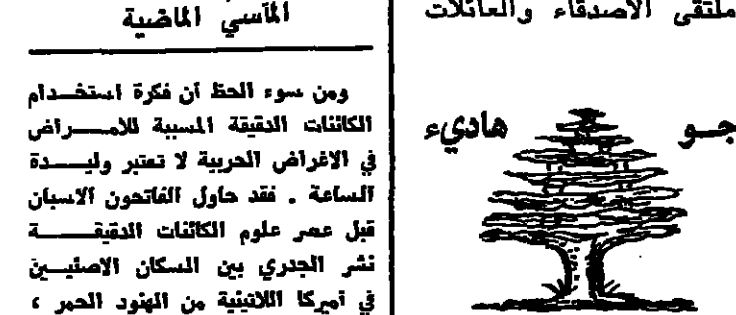 المآسي الماضية
ومن سوء الحظ أن فكرة استخدام
الكائنات الدقيقة المسببة للامراض
في الاغراض الحربية لا تعتبر وليدة
الساعة . فقد حاول الفاتحون الاسبان
قبل عصر علوم الكائنات الدقيقة
نشر الجدري بين السكان الاصليين
في أميركا اللاتينية من الهنود الحمر ،
ملتقى الاصدقاء والعائلات
جو هاديء